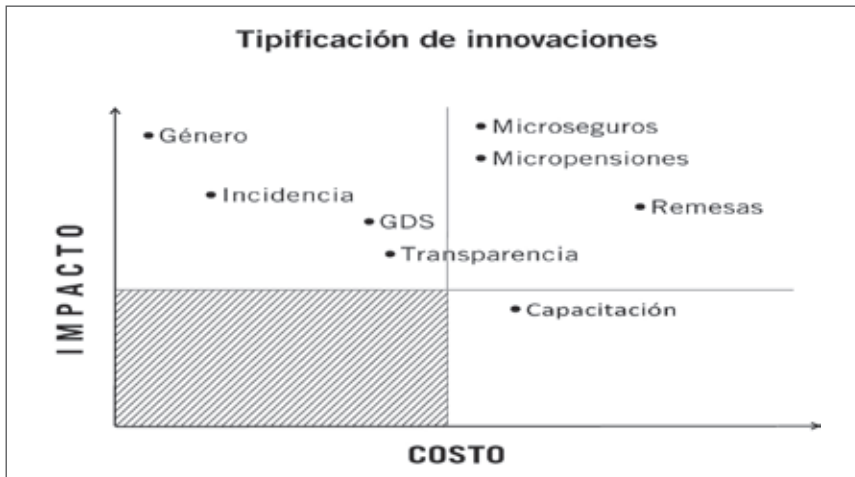 Tipificación de innovaciones
Género
Microseguros
Micropensiones
Incidencia
Remesas
GDS
Transparencia
Capacitación
IMPACTO
COSTO